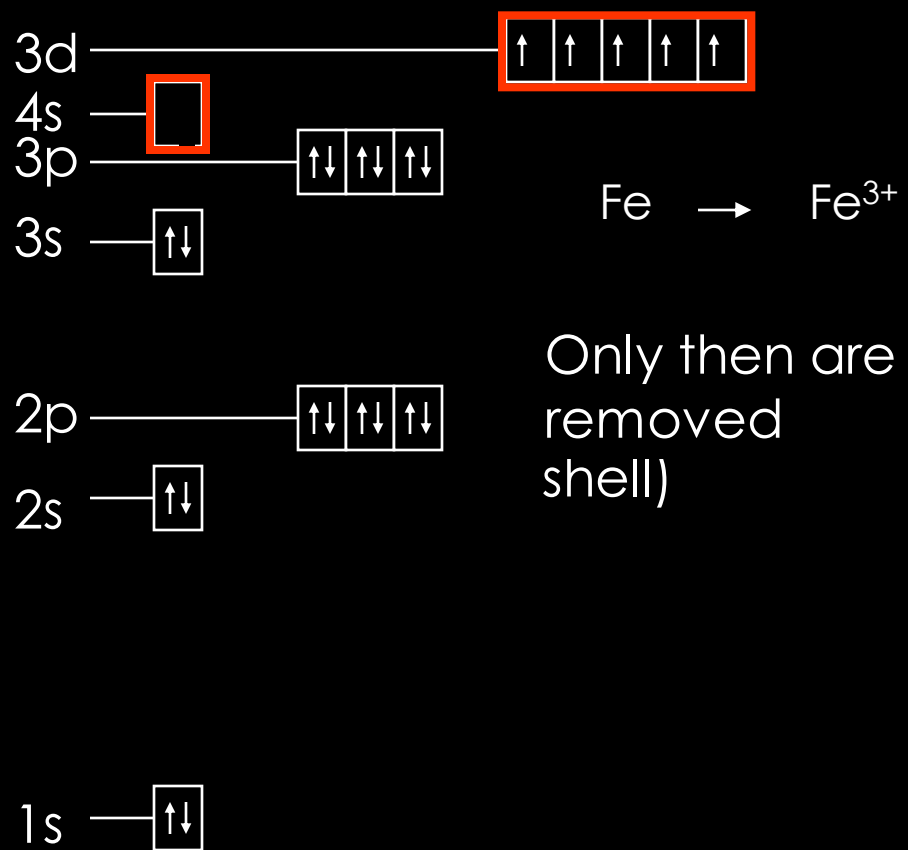 3d
4s
3p
Fe → Fe³⁺
3s
Only then are
removed
shell)
2p
2s
1s